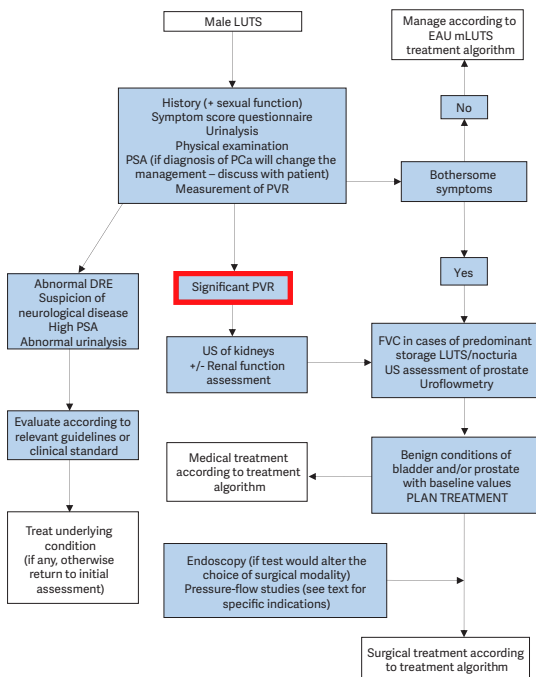 Male LUTS
Manage according to
EAU mLUTS
treatment algorithm
No
History (+ sexual function)
Symptom score questionnaire
Urinalysis
Physical examination
PSA (if diagnosis of PCa will change the
management – discuss with patient)
Measurement of PVR
Bothersome
symptoms
Yes
Abnormal DRE
Suspicion of
neurological disease
High PSA
Abnormal urinalysis
Significant PVR
US of kidneys
+/- Renal function
assessment
FVC in cases of predominant
storage LUTS/nocturia
US assessment of prostate
Uroflowmetry
Evaluate according to
relevant guidelines or
clinical standard
Medical treatment
according to treatment
algorithm
Benign conditions of
bladder and/or prostate
with baseline values
PLAN TREATMENT
Treat underlying
condition
(if any, otherwise
return to initial
assessment)
Endoscopy (if test would alter the
choice of surgical modality)
Pressure-flow studies (see text for
specific indications)
Surgical treatment according
to treatment algorithm